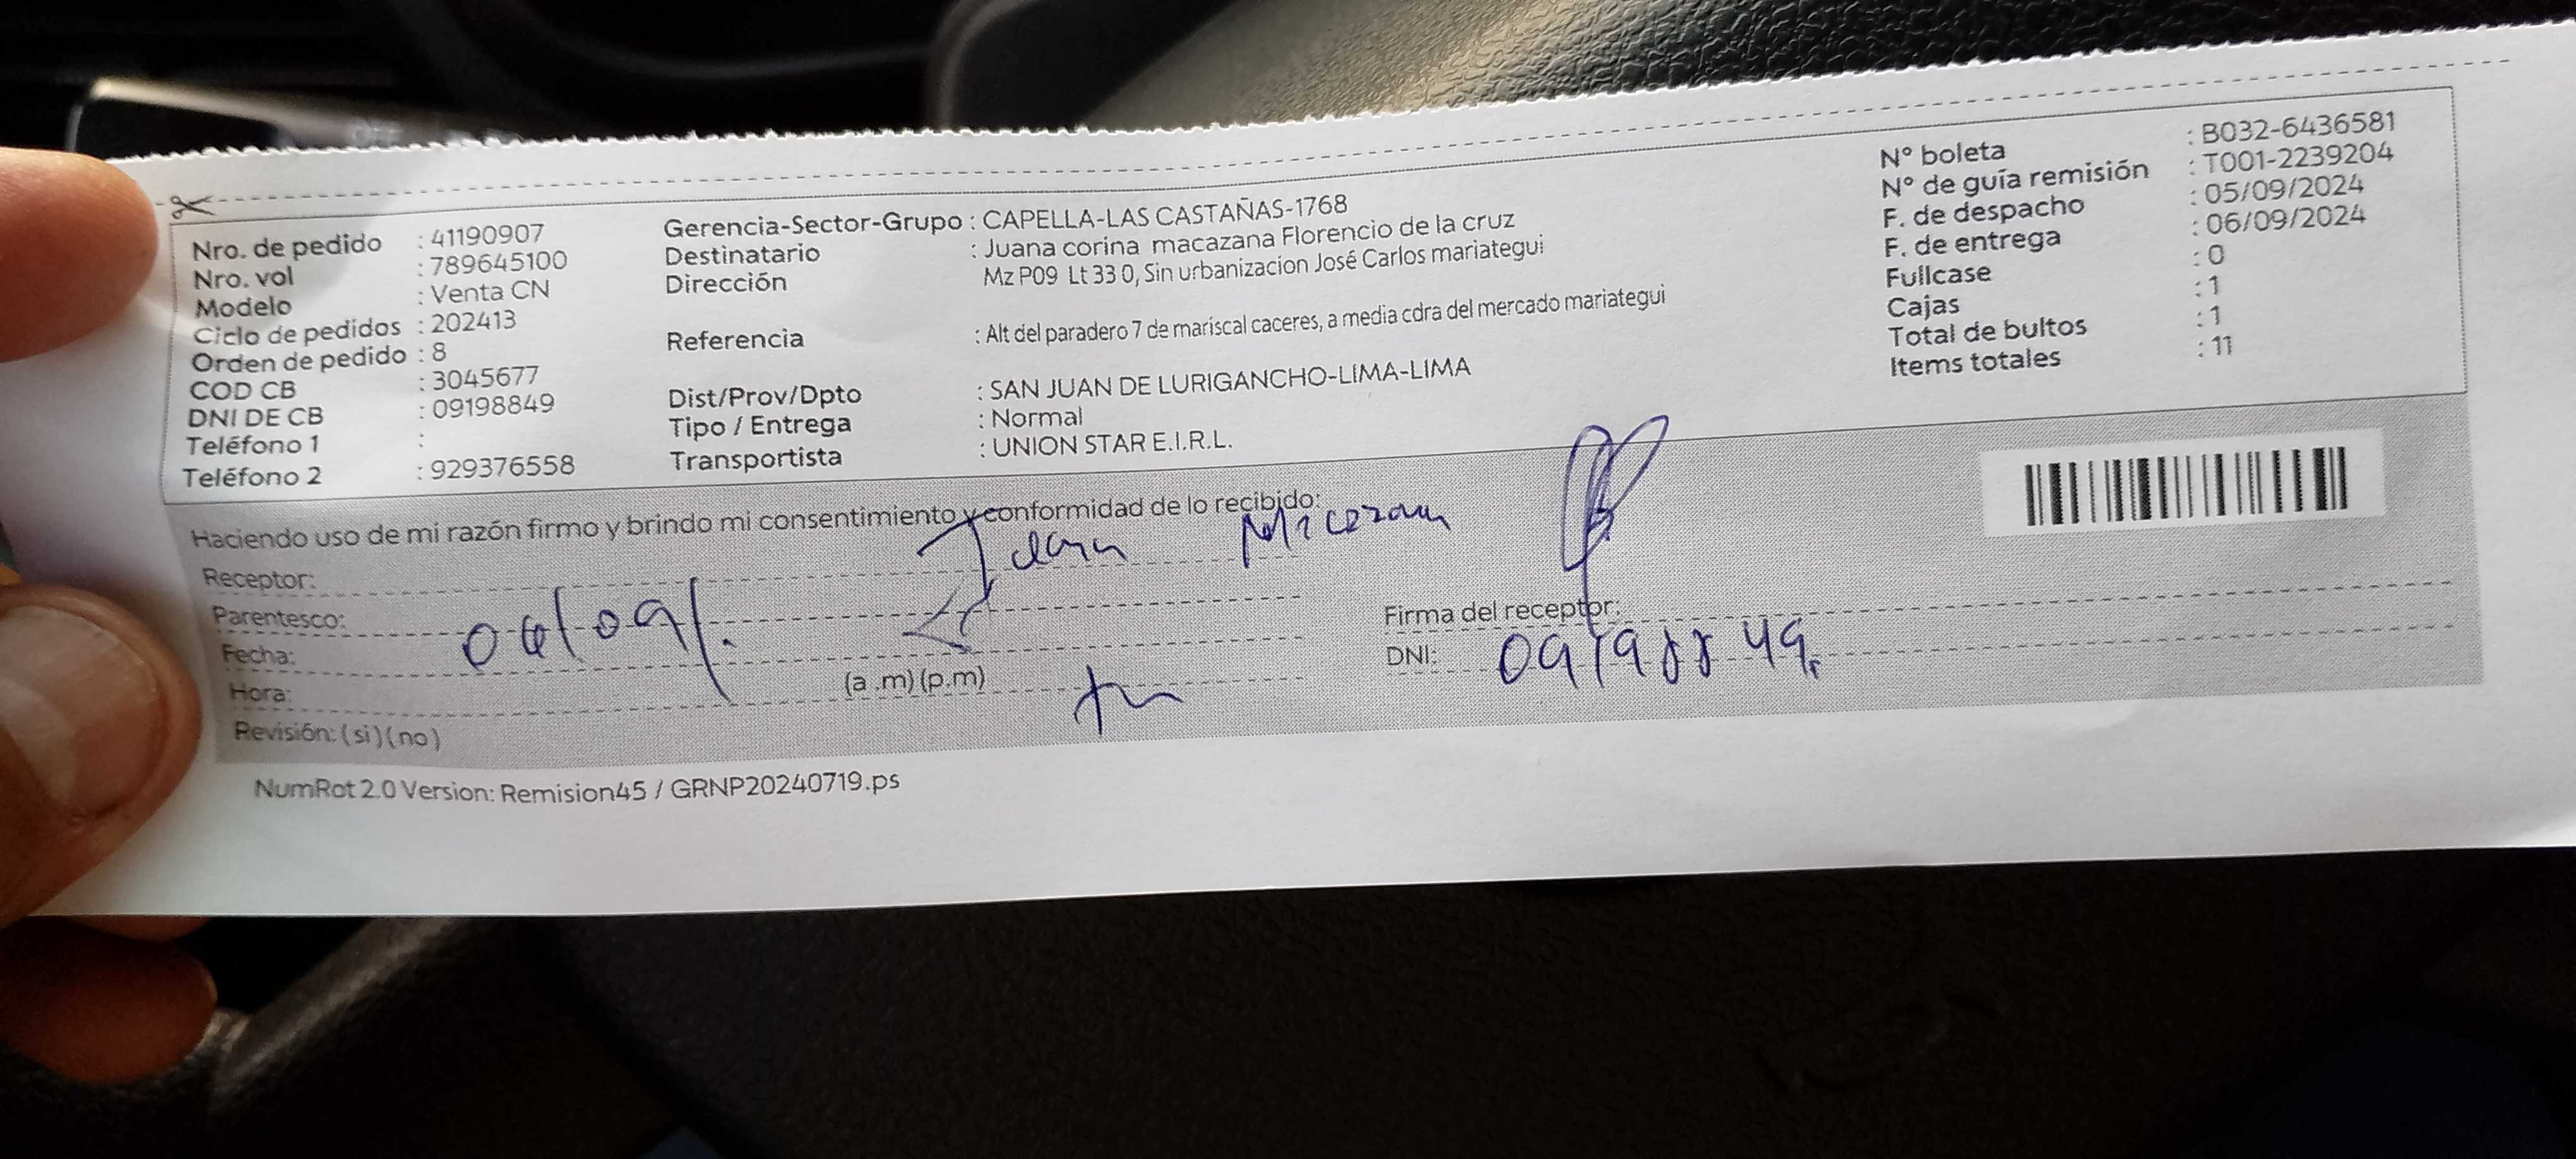 Nro. de pedido : 41190907
Nro. vol : 789645100
Modelo : Venta CN
Ciclo de pedidos : 202413
Orden de pedido : 8
COD CB : 3045677
DNI DE CB : 09198849
Teléfono 1 :
Teléfono 2 : 929376558
Gerencia-Sector-Grupo : CAPELLA-LAS CASTAÑAS-1768
Destinatario : Juana corina macazana Florencio de la cruz
Dirección Mz P09 Lt 33 0, Sin urbanizacion José Carlos mariategui
Referencia : Alt del paradero 7 de mariscal caceres, a media cdra del mercado mariategui
Dist/Prov/Dpto : SAN JUAN DE LURIGANCHO-LIMA-LIMA
Tipo / Entrega : Normal
Transportista : UNION STAR E.I.R.L.
N° boleta : B032-6436581
N° de guía remisión : T001-2239204
F. de despacho : 05/09/2024
F. de entrega : 06/09/2024
Fullcase : 0
Cajas : 1
Total de bultos : 1
Items totales : 11
Haciendo uso de mi razón firmo y brindo mi consentimiento y conformidad de lo recibido:
Receptor:
Parentesco:
Fecha:
Hora: (a .m) (p.m)
Revisión: (si) (no)
Firma del receptor:
DNI: 09198849
NumRot 2.0 Version: Remision45 / GRNP20240719.ps